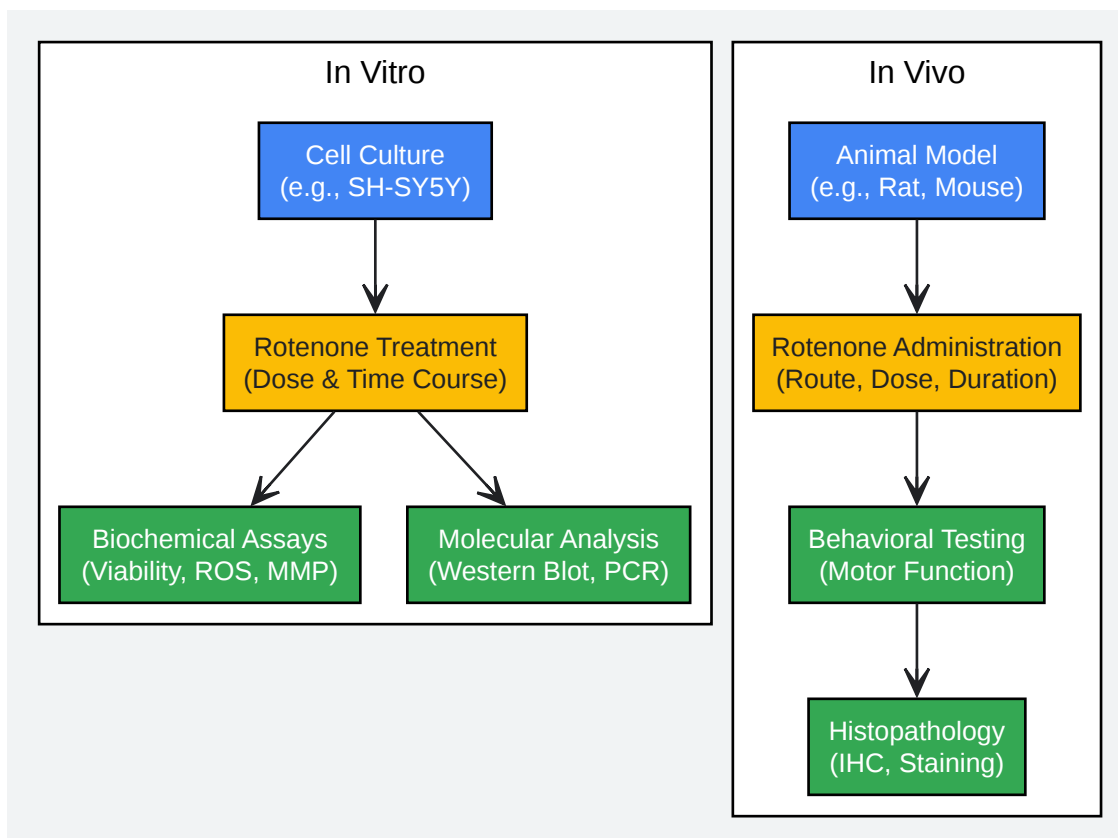 In Vitro
Cell Culture
(e.g., SH-SY5Y)
Rotenone Treatment
(Dose & Time Course)
Biochemical Assays
(Viability, ROS, MMP)
Molecular Analysis
(Western Blot, PCR)
In Vivo
Animal Model
(e.g., Rat, Mouse)
Rotenone Administration
(Route, Dose, Duration)
Behavioral Testing
(Motor Function)
Histopathology
(IHC, Staining)